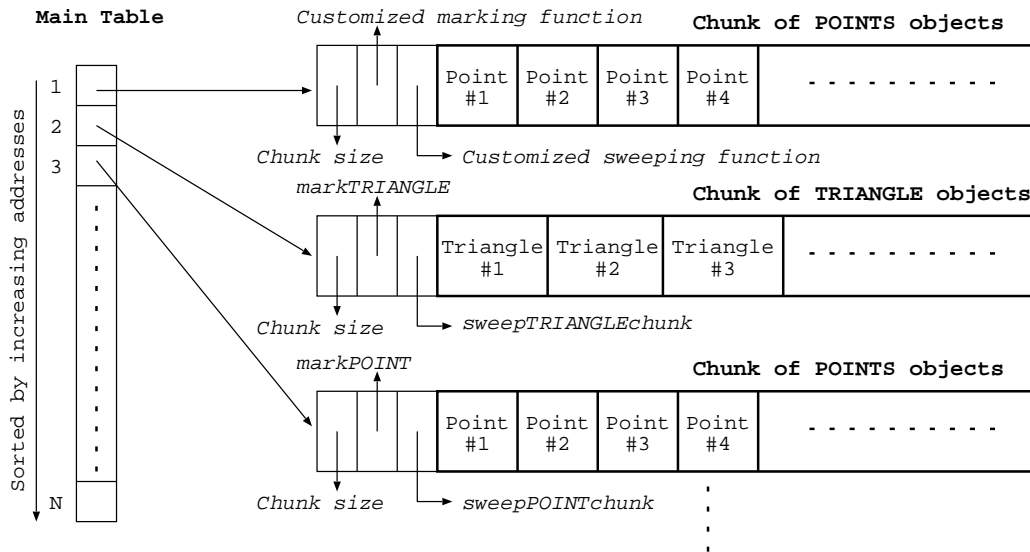 Main Table
Sorted by increasing addresses
1
2
3
N
Customized marking function
Chunk of POINTS objects
Point #1
Point #2
Point #3
Point #4
Chunk size
Customized sweeping function
markTRIANGLE
Chunk of TRIANGLE objects
Triangle #1
Triangle #2
Triangle #3
Chunk size
sweepTRIANGLEchunk
markPOINT
Chunk of POINTS objects
Point #1
Point #2
Point #3
Point #4
Chunk size
sweepPOINTchunk